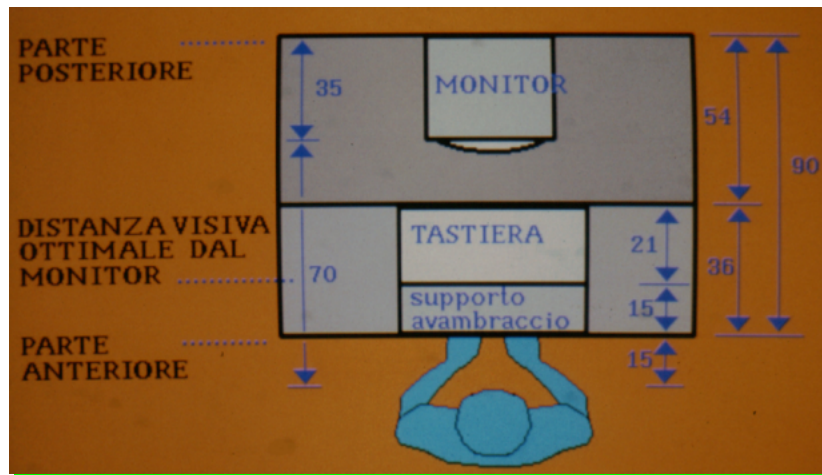 PARTE
POSTERIORE
35
MONITOR
54
90
DISTANZA VISIVA
OTTIMALE DAL
MONITOR
70
TASTIERA
21
36
supporto
avambraccio
15
PARTE
ANTERIORE
15